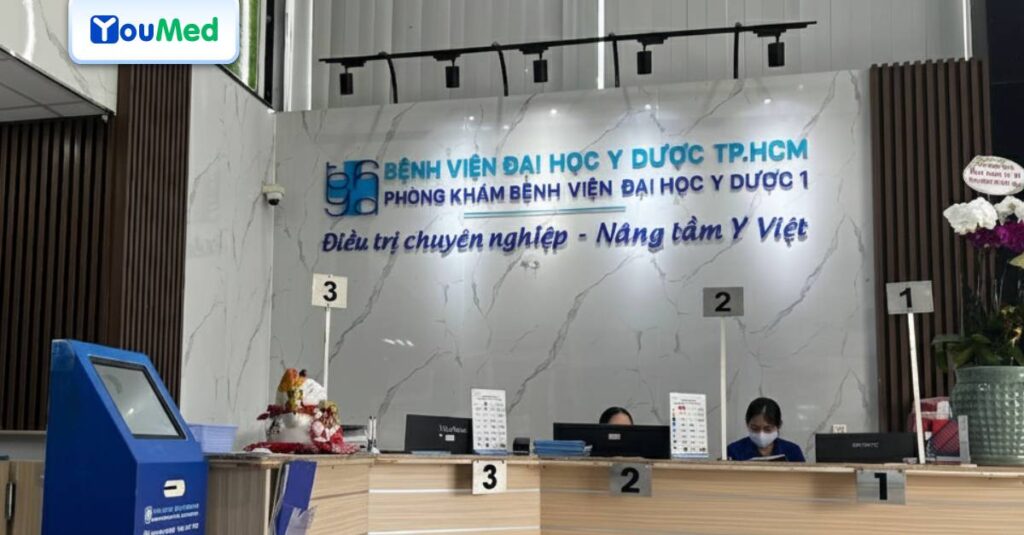 YouMed
BỆNH VIỆN ĐẠI HỌC Y DƯỢC TP.HCM
PHÒNG KHÁM BỆNH VIỆN ĐẠI HỌC Y DƯỢC 1
Điều trị chuyên nghiệp - Nâng tầm Y Việt
3
2
1
3
2
1